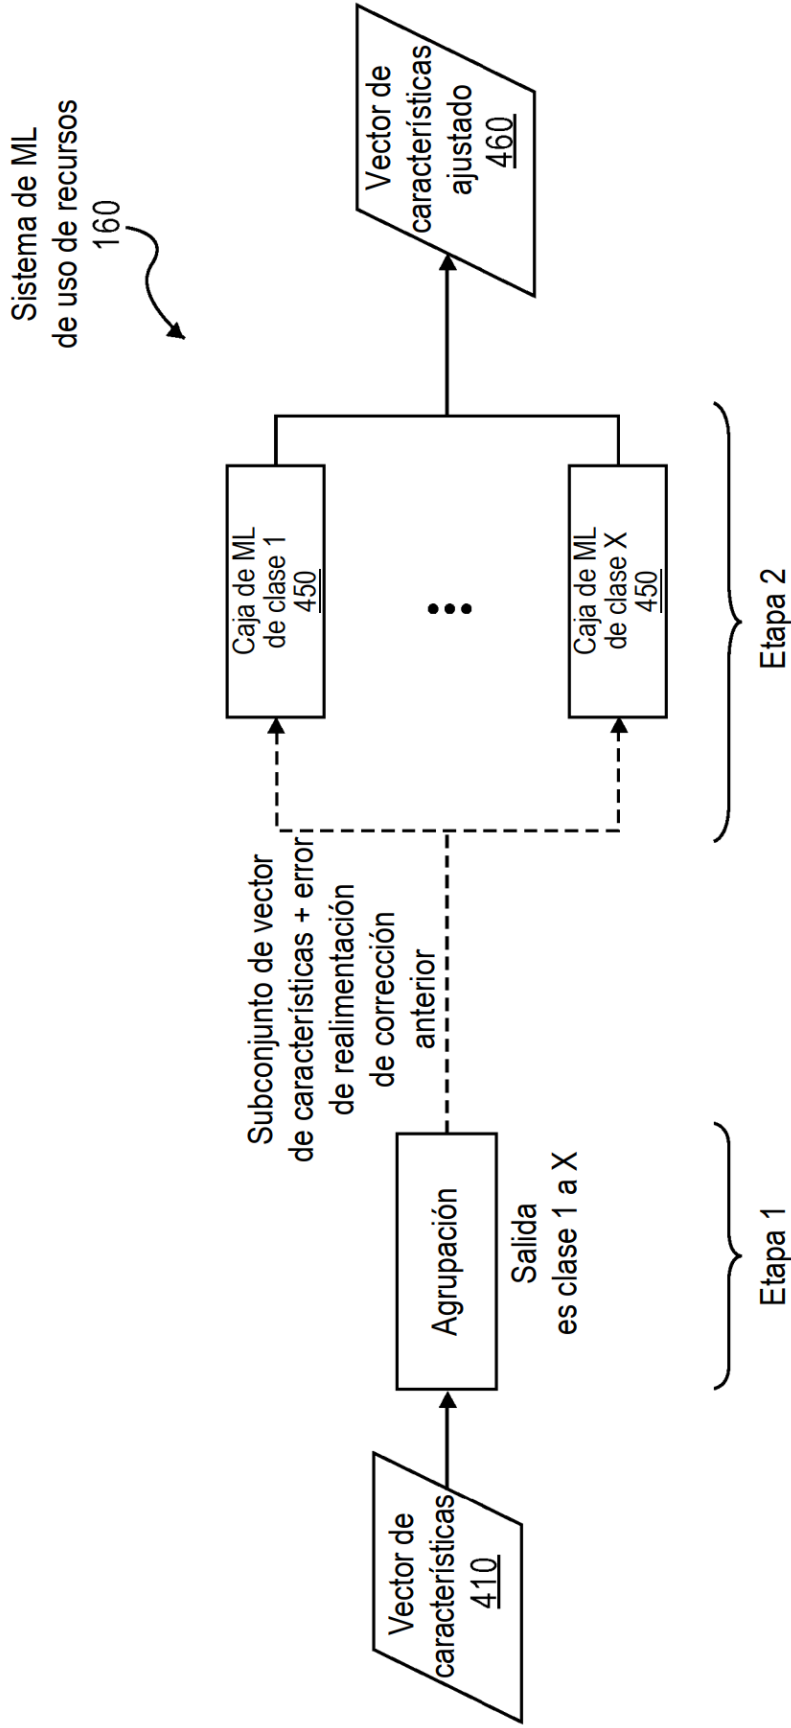 Sistema de ML
de uso de recursos
160
Vector de
características
410
Agrupación
Salida
es clase 1 a X
Subconjunto de vector
de características + error
de realimentación
de corrección
anterior
Caja de ML
de clase 1
450
Caja de ML
de clase X
450
Vector de
características
ajustado
460
Etapa 1
Etapa 2